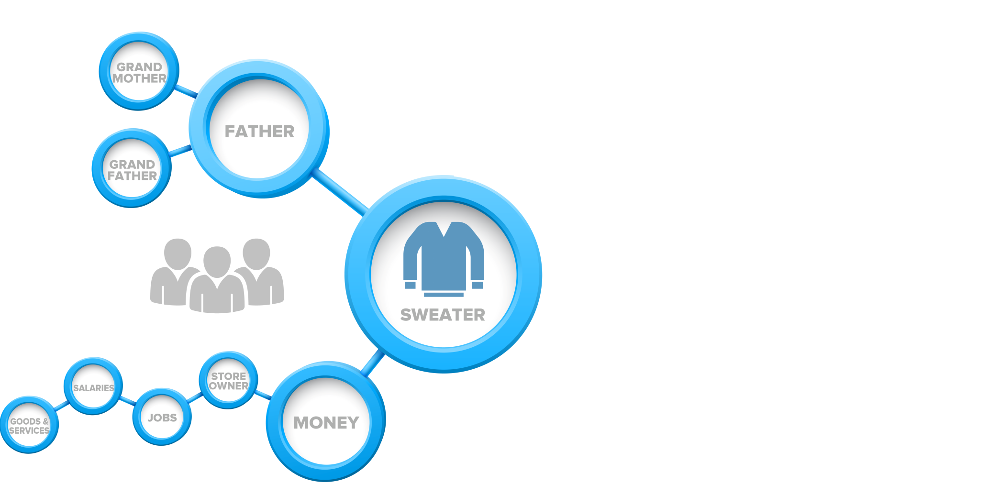 GRAND
MOTHER
FATHER
GRAND
FATHER
SWEATER
STORE
OWNER
SALARIES
JOBS
GOODS &
SERVICES
MONEY